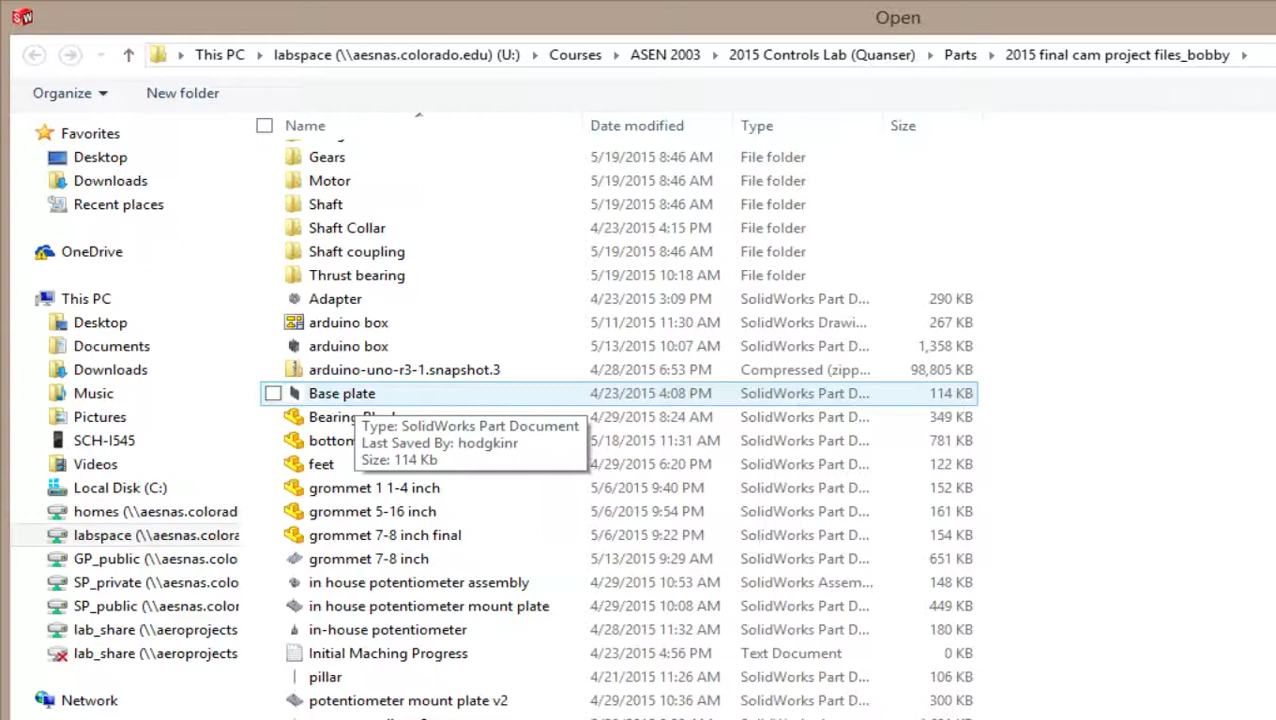 SW
Open
This PC labspace (\\aesnas.colorado.edu) (U:) Courses ASEN 2003 2015 Controls Lab (Quanser) Parts 2015 final cam project files_bobby
Organize New folder
Name Date modified Type Size
Favorites
Desktop
Downloads
Recent places
OneDrive
This PC
Desktop
Documents
Downloads
Music
Pictures
SCH-I545
Videos
Local Disk (C:)
homes (\\aesnas.colorad
labspace (\\aesnas.colora
GP_public (\\aesnas.colo
SP_private (\\aesnas.colo
SP_public (\\aesnas.color
lab_share (\\aeroprojects
lab_share (\\aeroprojects
Network
Gears 5/19/2015 8:46 AM File folder
Motor 5/19/2015 8:46 AM File folder
Shaft 5/19/2015 8:46 AM File folder
Shaft Collar 4/23/2015 4:15 PM File folder
Shaft coupling 5/19/2015 8:46 AM File folder
Thrust bearing 5/19/2015 10:18 AM File folder
Adapter 4/23/2015 3:09 PM SolidWorks Part D... 290 KB
arduino box 5/11/2015 11:30 AM SolidWorks Drawi... 267 KB
arduino box 5/13/2015 10:07 AM SolidWorks Part D... 1,358 KB
arduino-uno-r3-1.snapshot.3 4/28/2015 6:53 PM Compressed (zipp... 98,805 KB
Base plate 4/23/2015 4:08 PM SolidWorks Part D... 114 KB
Bearing 4/29/2015 8:24 AM SolidWorks Part D... 349 KB
Type: SolidWorks Part Document
Last Saved By: hodgkinr
Size: 114 Kb
bottom 5/18/2015 11:31 AM SolidWorks Part D... 781 KB
feet 4/29/2015 6:20 PM SolidWorks Part D... 122 KB
grommet 1 1-4 inch 5/6/2015 9:40 PM SolidWorks Part D... 152 KB
grommet 5-16 inch 5/6/2015 9:54 PM SolidWorks Part D... 161 KB
grommet 7-8 inch final 5/6/2015 9:22 PM SolidWorks Part D... 154 KB
grommet 7-8 inch 5/13/2015 9:29 AM SolidWorks Part D... 651 KB
in house potentiometer assembly 4/29/2015 10:53 AM SolidWorks Assem... 148 KB
in house potentiometer mount plate 4/29/2015 10:08 AM SolidWorks Part D... 449 KB
in-house potentiometer 4/28/2015 11:32 AM SolidWorks Part D... 180 KB
Initial Maching Progress 4/23/2015 4:56 PM Text Document 0 KB
pillar 4/21/2015 11:26 AM SolidWorks Part D... 106 KB
potentiometer mount plate v2 4/29/2015 10:36 AM SolidWorks Part D... 300 KB